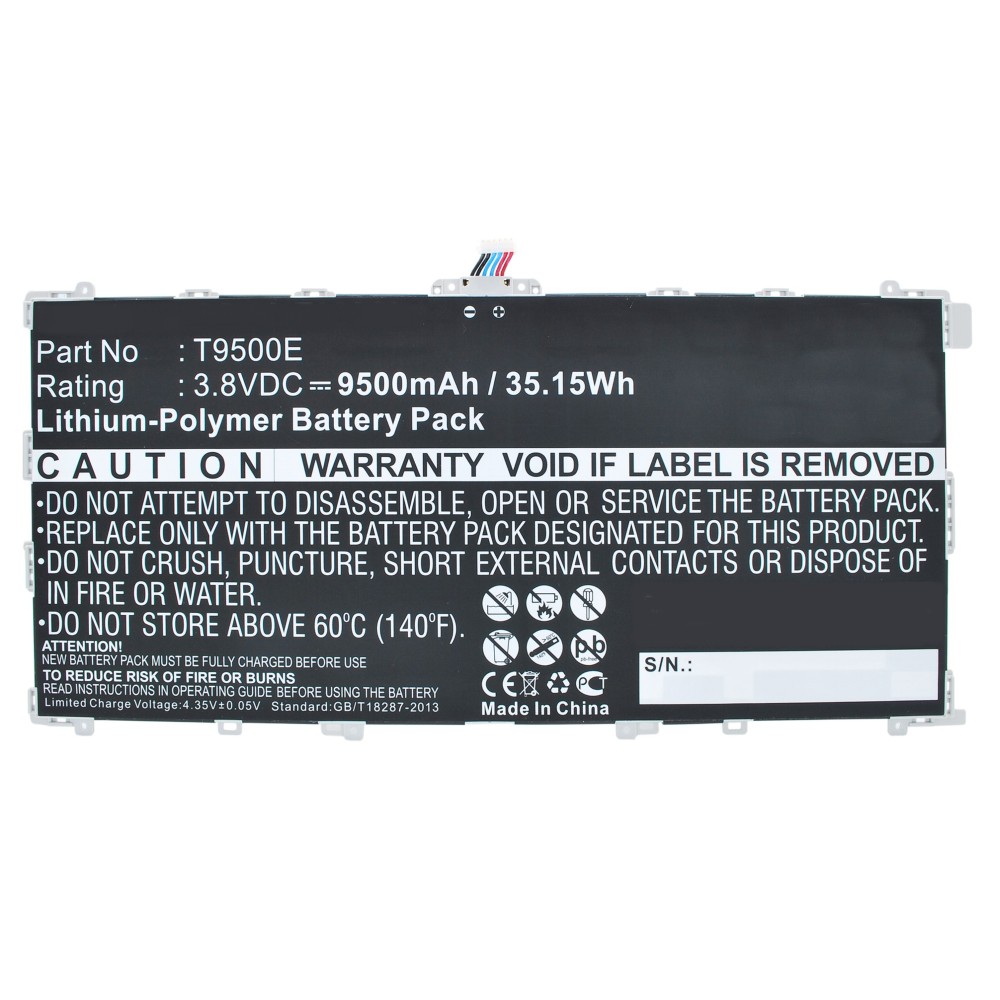 Part No : T9500E
Rating : 3.8VDC ⎓ 9500mAh / 35.15Wh
Lithium-Polymer Battery Pack
CAUTION WARRANTY VOID IF LABEL IS REMOVED
•DO NOT ATTEMPT TO DISASSEMBLE, OPEN OR SERVICE THE BATTERY PACK.
•REPLACE ONLY WITH THE BATTERY PACK DESIGNATED FOR THIS PRODUCT.
•DO NOT CRUSH, PUNCTURE, SHORT EXTERNAL CONTACTS OR DISPOSE OF
IN FIRE OR WATER.
•DO NOT STORE ABOVE 60°C (140°F).
ATTENTION!
NEW BATTERY PACK MUST BE FULLY CHARGED BEFORE USE
TO REDUCE RISK OF FIRE OR BURNS
READ INSTRUCTIONS IN OPERATING GUIDE BEFORE USING THE BATTERY
Limited Charge Voltage:4.35V±0.05V Standard:GB/T18287-2013
pb
CE PCT
Made In China
S/N.: